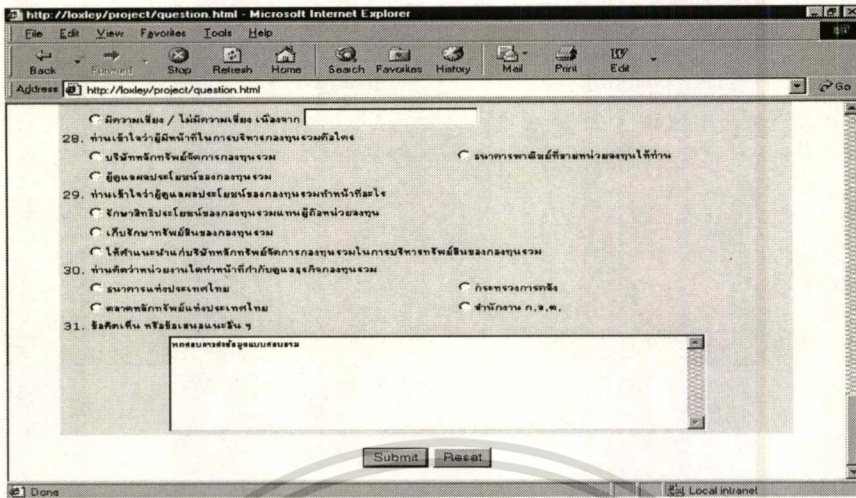 http://loxley/project/question.html - Microsoft Internet Explorer
File Edit View Favorites Tools Help
Back Forward Stop Refresh Home Search Favorites History Mail Print Edit
Address http://loxley/project/question.html Go
มีความเสี่ยง / ไม่มีความเสี่ยง เนื่องจาก
28. ท่านเข้าใจว่าผู้มีหน้าที่ในการบริหารกองทุนรวมคือใคร
บริษัทหลักทรัพย์จัดการกองทุนรวม ธนาคารพาณิชย์ที่ขายหน่วยลงทุนให้ท่าน
ผู้ดูแลผลประโยชน์ของกองทุนรวม
29. ท่านเข้าใจว่าผู้ดูแลผลประโยชน์ของกองทุนรวมทำหน้าที่อะไร
รักษาสิทธิประโยชน์ของกองทุนรวมแทนผู้ถือหน่วยลงทุน
เก็บรักษาทรัพย์สินของกองทุนรวม
ให้คำแนะนำแก่บริษัทหลักทรัพย์จัดการกองทุนรวมในการบริหารทรัพย์สินของกองทุนรวม
30. ท่านคิดว่าหน่วยงานใดทำหน้าที่กำกับดูแลธุรกิจกองทุนรวม
ธนาคารแห่งประเทศไทย กระทรวงการคลัง
ตลาดหลักทรัพย์แห่งประเทศไทย สำนักงาน ก.ล.ต.
31. ข้อคิดเห็น หรือข้อเสนอแนะอื่น ๆ
ทดสอบการส่งข้อมูลแบบสอบถาม
Submit Reset
Done Local intranet